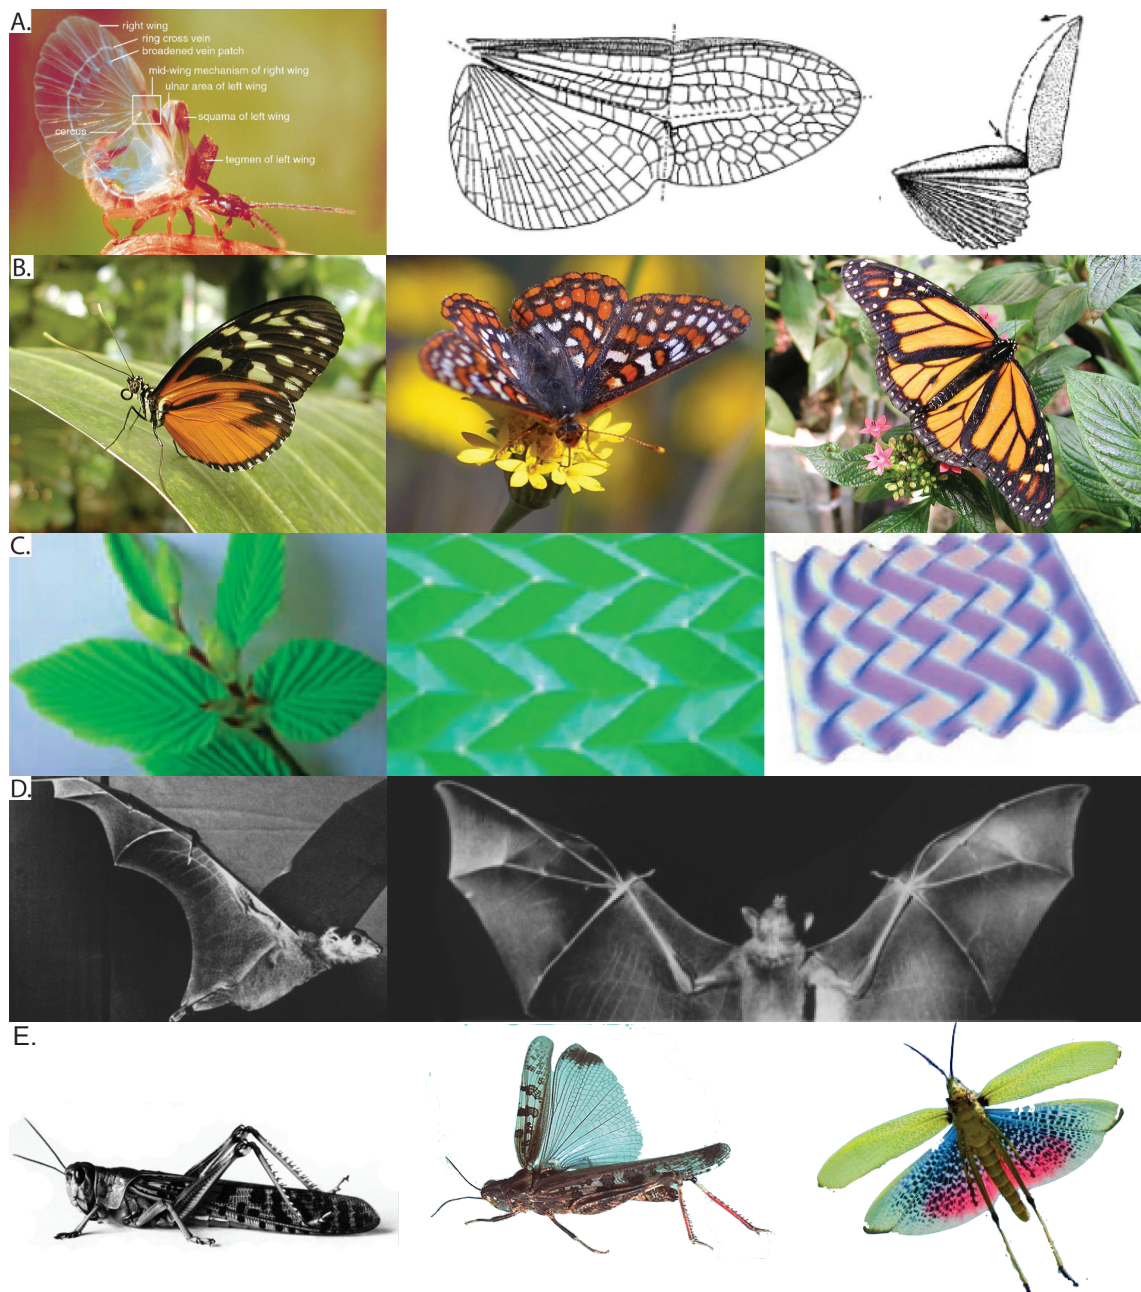 A.
right wing
ring cross vein
broadened vein patch
mid-wing mechanism of right wing
ulnar area of left wing
squama of left wing
cercus
tegmen of left wing
B.
C.
D.
E.